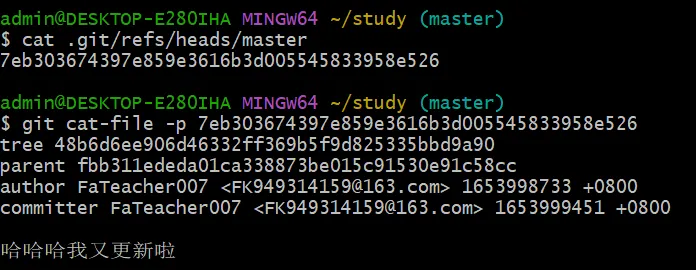 admin@DESKTOP-E280IHA MINGW64 ~/study (master)
$ cat .git/refs/heads/master
7eb303674397e859e3616b3d005545833958e526
admin@DESKTOP-E280IHA MINGW64 ~/study (master)
$ git cat-file -p 7eb303674397e859e3616b3d005545833958e526
tree 48b6d6ee906d46332ff369b5f9d825335bbd9a90
parent fbb311ededa01ca338873be015c91530e91c58cc
author FaTeacher007 <FK949314159@163.com> 1653998733 +0800
committer FaTeacher007 <FK949314159@163.com> 1653999451 +0800
哈哈哈我又更新啦